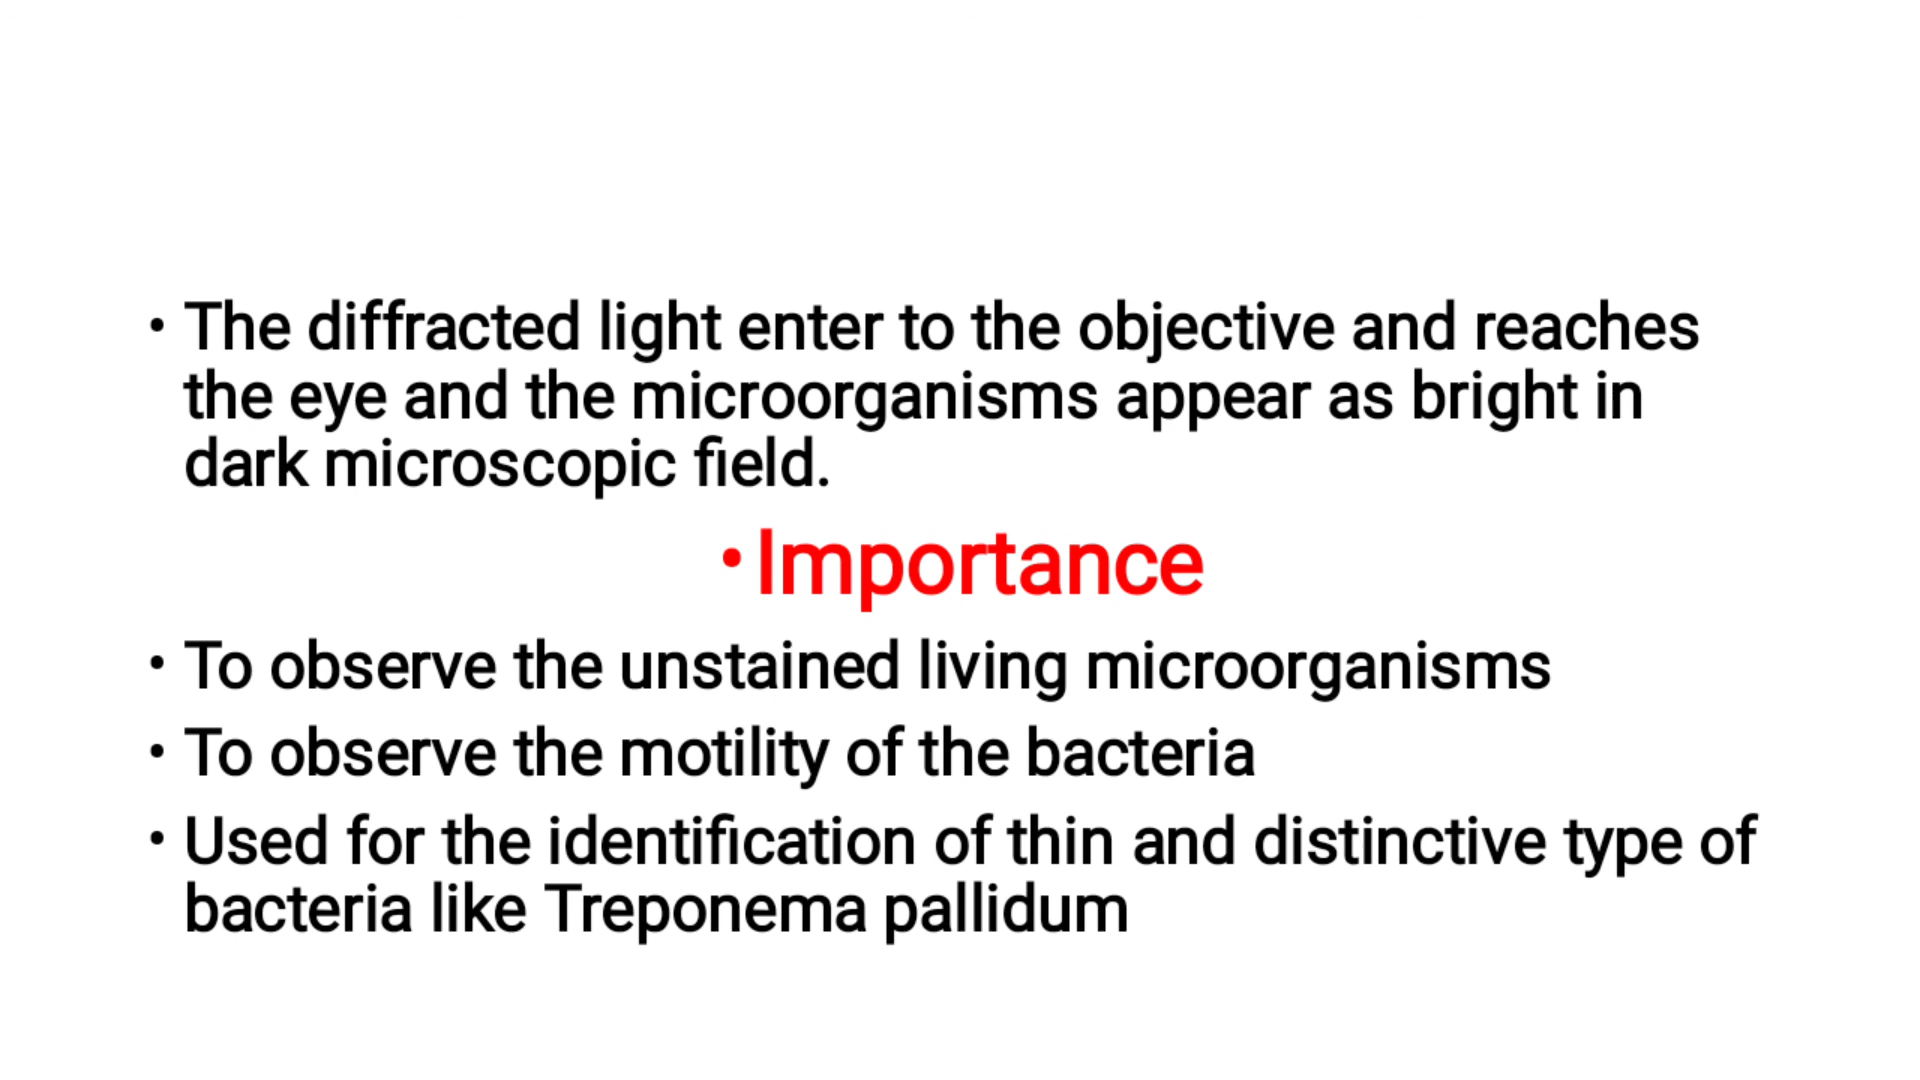 • The diffracted light enter to the objective and reaches
the eye and the microorganisms appear as bright in
dark microscopic field.
• Importance
• To observe the unstained living microorganisms
• To observe the motility of the bacteria
• Used for the identification of thin and distinctive type of
bacteria like Treponema pallidum